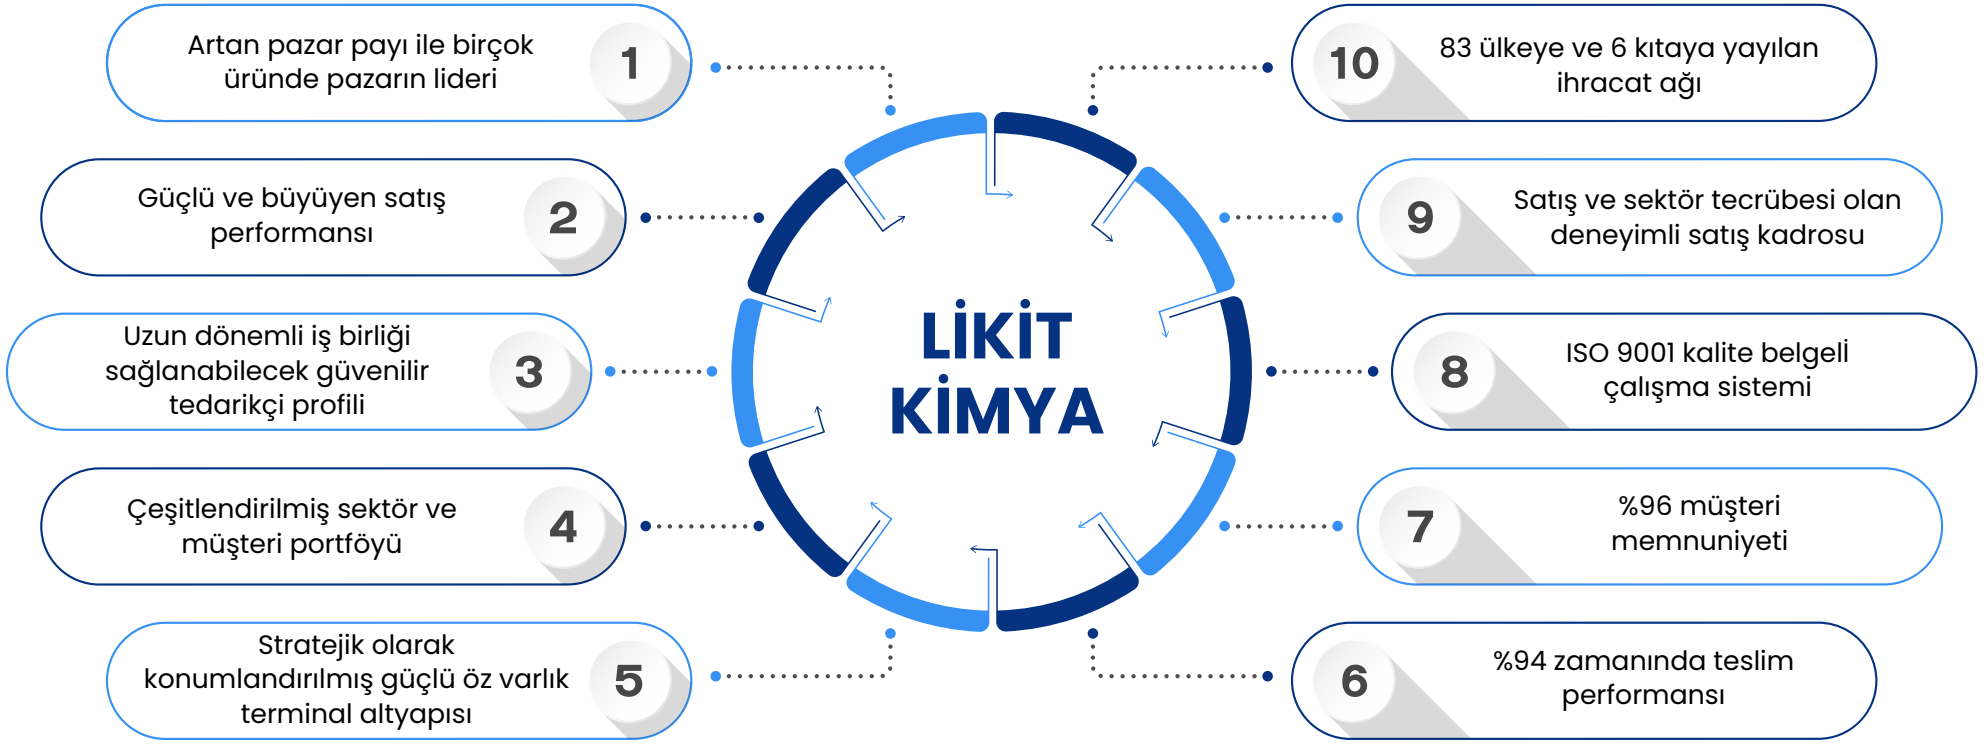 Artan pazar payı ile birçok
üründe pazarın lideri
1
Güçlü ve büyüyen satış
performansı
2
Uzun dönemli iş birliği
sağlanabilecek güvenilir
tedarikçi profili
3
Çeşitlendirilmiş sektör ve
müşteri portföyü
4
Stratejik olarak
konumlandırılmış güçlü öz varlık
terminal altyapısı
5
LİKİT
KİMYA
10
83 ülkeye ve 6 kıtaya yayılan
ihracat ağı
9
Satış ve sektör tecrübesi olan
deneyimli satış kadrosu
8
ISO 9001 kalite belgelİ
çalışma sistemi
7
%96 müşteri
memnuniyeti
6
%94 zamanında teslim
performansı